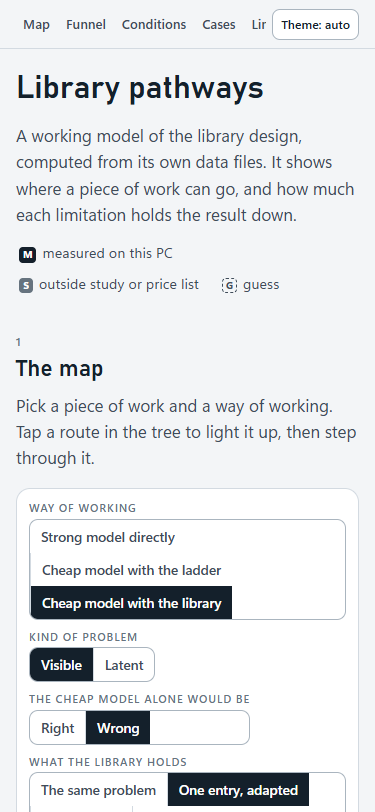 Map Funnel Conditions Cases Lir Theme: auto
Library pathways
A working model of the library design,
computed from its own data files. It shows
where a piece of work can go, and how much
each limitation holds the result down.
M measured on this PC
S outside study or price list G guess
1
The map
Pick a piece of work and a way of working.
Tap a route in the tree to light it up, then step
through it.
WAY OF WORKING
Strong model directly
Cheap model with the ladder
Cheap model with the library
KIND OF PROBLEM
Visible Latent
THE CHEAP MODEL ALONE WOULD BE
Right Wrong
WHAT THE LIBRARY HOLDS
The same problem One entry, adapted